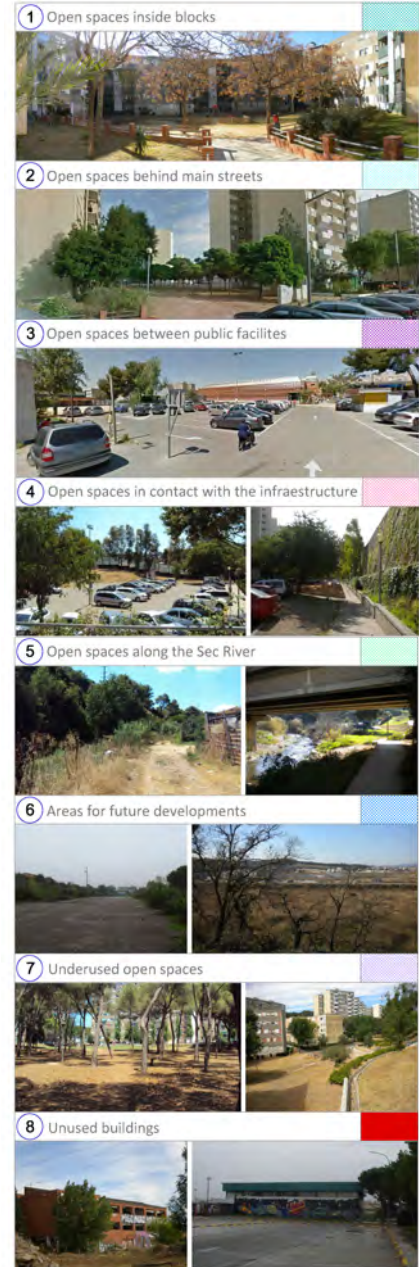 1 Open spaces inside blocks
2 Open spaces behind main streets
3 Open spaces between public facilites
4 Open spaces in contact with the infraestructure
5 Open spaces along the Sec River
6 Areas for future developments
7 Underused open spaces
8 Unused buildings